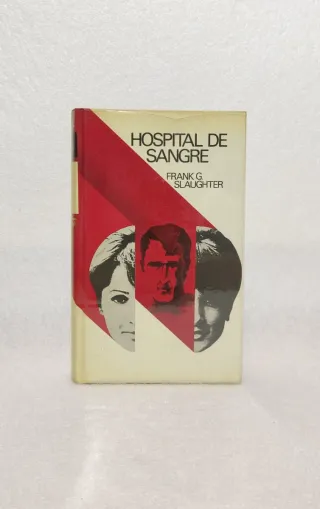 HOSPITAL DE
SANGRE
FRANK G.
SLAUGHTER